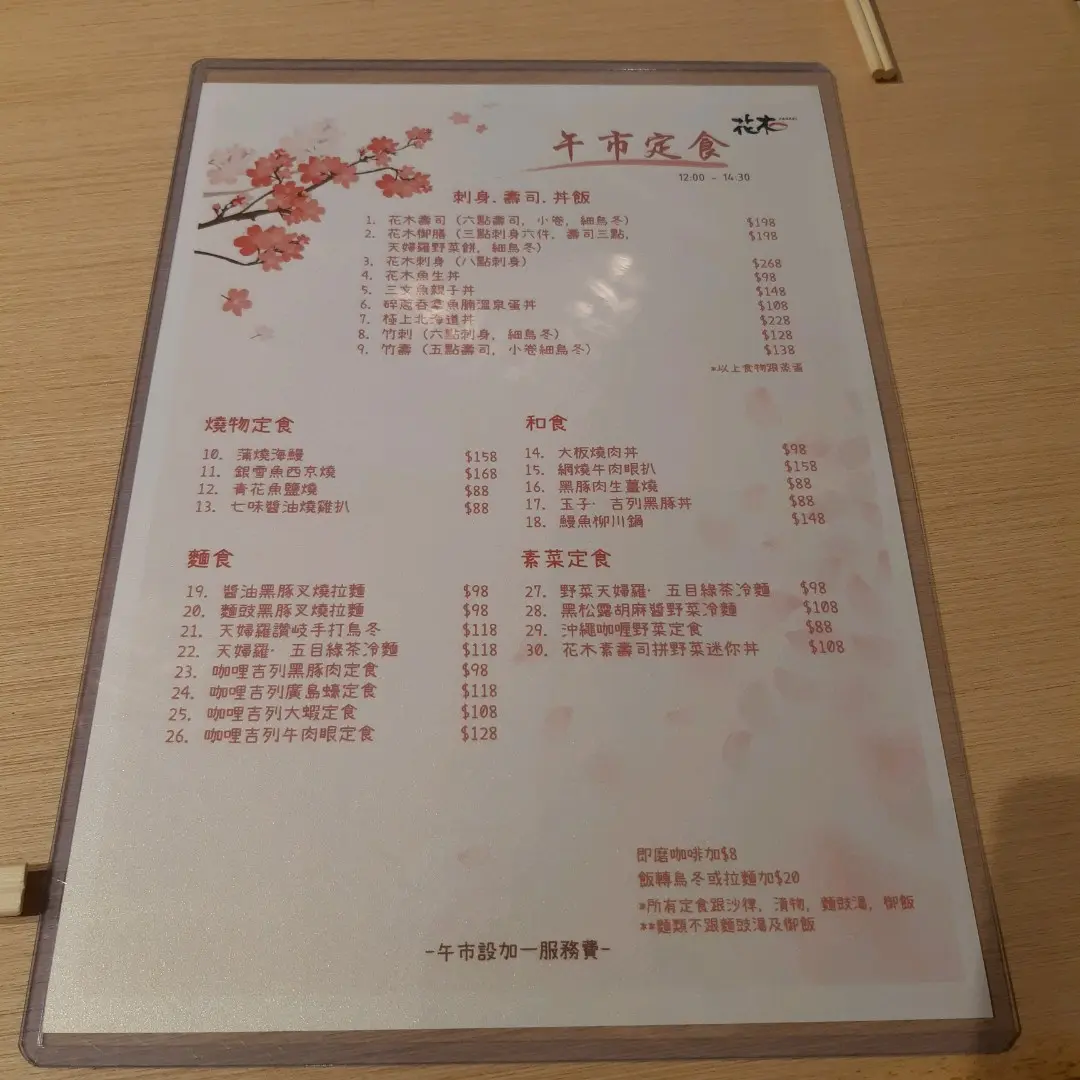 午市定食 花木
12:00 - 14:30
刺身.壽司.丼飯
1. 花木壽司 (六點壽司, 小卷, 細烏冬) $198
2. 花木御膳 (三點刺身六件, 壽司三點, $198
天婦羅野菜餅, 細烏冬)
3. 花木刺身 (八點刺身) $268
4. 花木魚生丼 $98
5. 三文魚親子丼 $148
6. 碎蔥吞拿魚腩溫泉蛋丼 $108
7. 極上北海道丼 $228
8. 竹刺 (六點刺身, 細烏冬) $128
9. 竹壽 (五點壽司, 小卷細烏冬) $138
*以上食物跟蒸蛋
燒物定食
10. 蒲燒海鰻 $158
11. 銀雪魚西京燒 $168
12. 青花魚鹽燒 $88
13. 七味醬油燒雞扒 $88
和食
14. 大板燒肉丼 $98
15. 網燒牛肉眼扒 $158
16. 黑豚肉生薑燒 $88
17. 玉子· 吉列黑豚丼 $88
18. 鰻魚柳川鍋 $148
麵食
19. 醬油黑豚叉燒拉麵 $98
20. 麵豉黑豚叉燒拉麵 $98
21. 天婦羅讚岐手打烏冬 $118
22. 天婦羅· 五目綠茶冷麵 $118
23. 咖哩吉列黑豚肉定食 $98
24. 咖哩吉列廣島蠔定食 $118
25. 咖哩吉列大蝦定食 $108
26. 咖哩吉列牛肉眼定食 $128
素菜定食
27. 野菜天婦羅· 五目綠茶冷麵 $98
28. 黑松露胡麻醬野菜冷麵 $108
29. 沖繩咖喱野菜定食 $88
30. 花木素壽司拼野菜迷你丼 $108
即磨咖啡加$8
飯轉烏冬或拉麵加$20
*所有定食跟沙律, 漬物, 麵豉湯, 御飯
**麵類不跟麵豉湯及御飯
-午市設加一服務費-